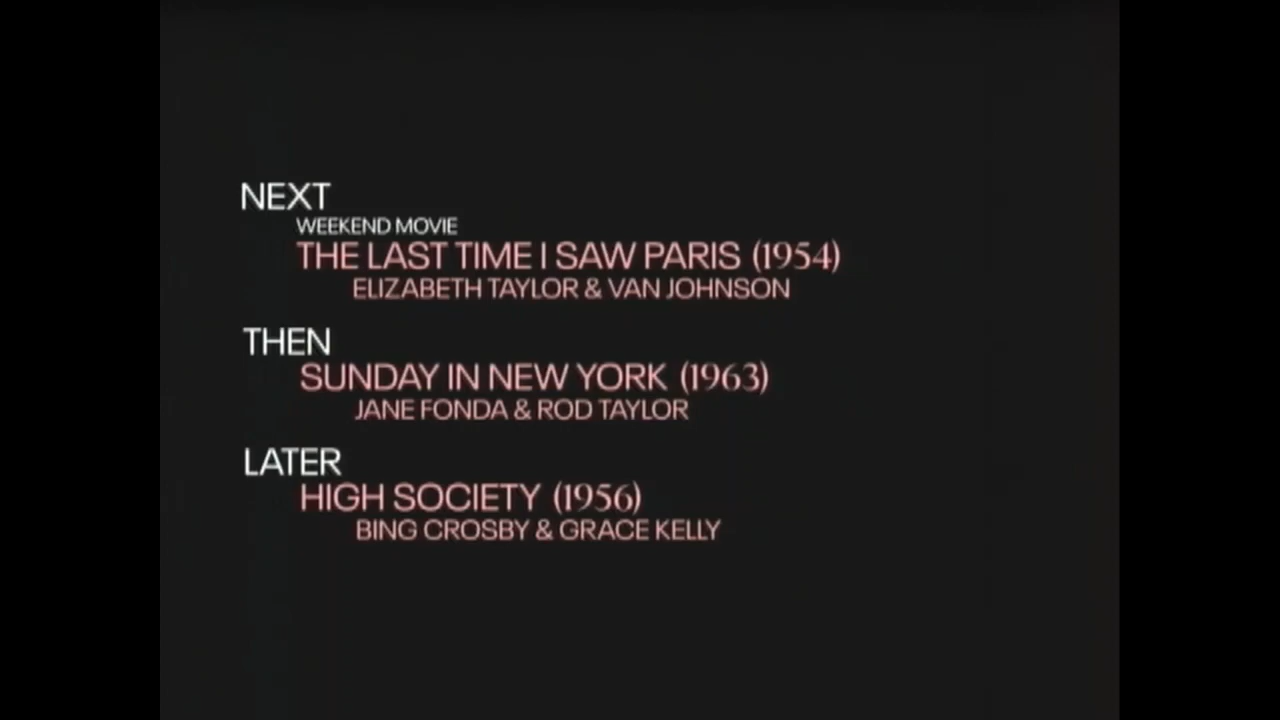 NEXT
WEEKEND MOVIE
THE LAST TIME I SAW PARIS (1954)
ELIZABETH TAYLOR & VAN JOHNSON
THEN
SUNDAY IN NEW YORK (1963)
JANE FONDA & ROD TAYLOR
LATER
HIGH SOCIETY (1956)
BING CROSBY & GRACE KELLY